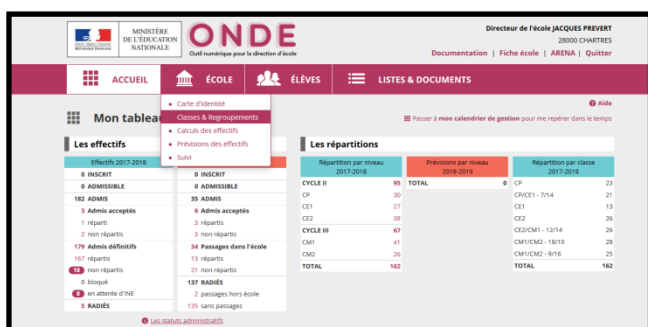 MINISTÈRE
DE L'ÉDUCATION
NATIONALE
ONDE
Outil numérique pour la direction d'école
Directeur de l'école JACQUES PREVERT
28000 CHARTRES
Documentation | Fiche école | ARENA | Quitter
ACCUEIL ÉCOLE ÉLÈVES LISTES & DOCUMENTS
Carte d'identité
Classes & Regroupements
Calculs des effectifs
Prévisions des effectifs
Suivi
Aide
Mon tablea
Passer à mon calendrier de gestion pour me repérer dans le temps
Les effectifs
Effectifs 2017-2018
0 INSCRIT
0 ADMISSIBLE
182 ADMIS
3 Admis acceptés
1 réparti
2 non répartis
179 Admis définitifs
167 répartis
18 non répartis
0 bloqué
8 en attente d'INE
5 RADIÉS
0 INSCRIT
0 ADMISSIBLE
35 ADMIS
6 Admis acceptés
3 répartis
3 non répartis
34 Passages dans l'école
13 répartis
21 non répartis
137 RADIÉS
2 passages hors école
135 sans passages
Les statuts administratifs
Les répartitions
Répartition par niveau
2017-2018
CYCLE II 95
CP 30
CE1 27
CE2 38
CYCLE III 67
CM1 41
CM2 26
TOTAL 162
Prévisions par niveau
2018-2019
TOTAL 0
Répartition par classe
2017-2018
CP 23
CP/CE1 - 7/14 21
CE1 13
CE2 26
CE2/CM1 - 12/14 26
CM1/CM2 - 18/10 28
CM1/CM2 - 9/16 25
TOTAL 162